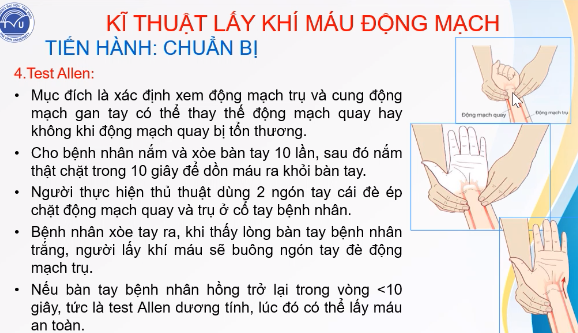 KĨ THUẬT LẤY KHÍ MÁU ĐỘNG MẠCH
TIẾN HÀNH: CHUẨN BỊ
4.Test Allen:
• Mục đích là xác định xem động mạch trụ và cung động
mạch gan tay có thể thay thế động mạch quay hay
không khi động mạch quay bị tổn thương.
• Cho bệnh nhân nắm và xòe bàn tay 10 lần, sau đó nắm
thật chặt trong 10 giây để dồn máu ra khỏi bàn tay.
• Người thực hiện thủ thuật dùng 2 ngón tay cái đè ép
chặt động mạch quay và trụ ở cổ tay bệnh nhân.
• Bệnh nhân xòe tay ra, khi thấy lòng bàn tay bệnh nhân
trắng, người lấy khí máu sẽ buông ngón tay đè động
mạch trụ.
• Nếu bàn tay bệnh nhân hồng trở lại trong vòng <10
giây, tức là test Allen dương tính, lúc đó có thể lấy máu
an toàn.
Động mạch quay
Động mạch trụ